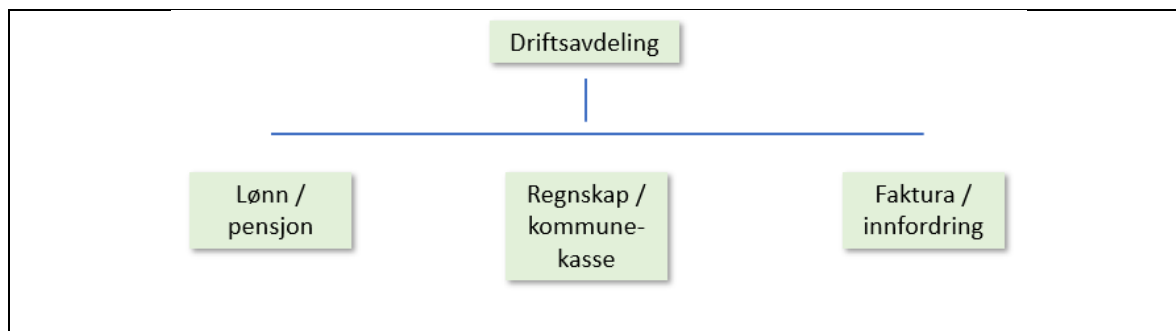 Driftsavdeling
Lønn /
pensjon
Regnskap /
kommune-
kasse
Faktura /
innfordring